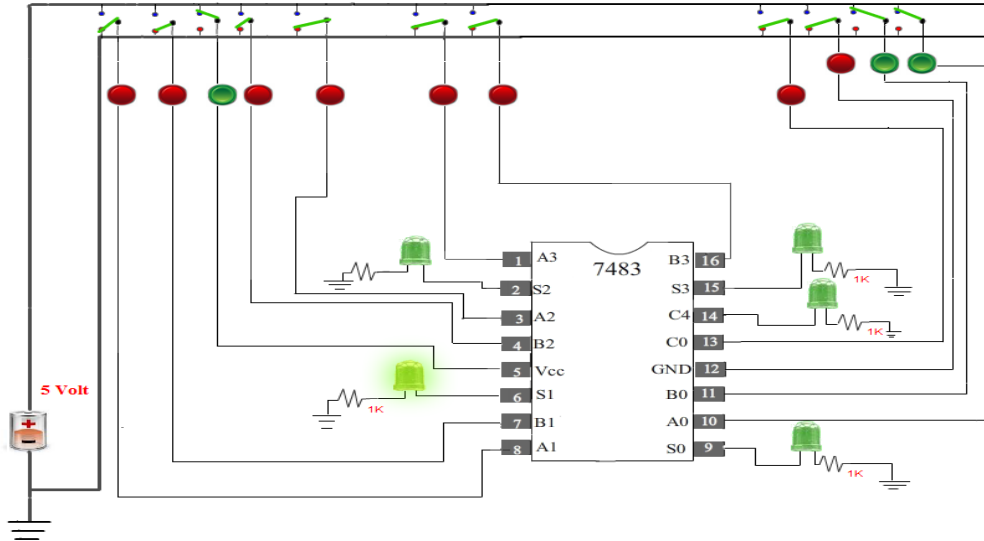 7483
1 A3
B3 16
2 S2
S3 15
1K
3 A2
C4 14
1K
4 B2
C0 13
5 Vcc
GND 12
5 Volt
6 S1
B0 11
1K
7 B1
A0 10
8 A1
S0 9
1K